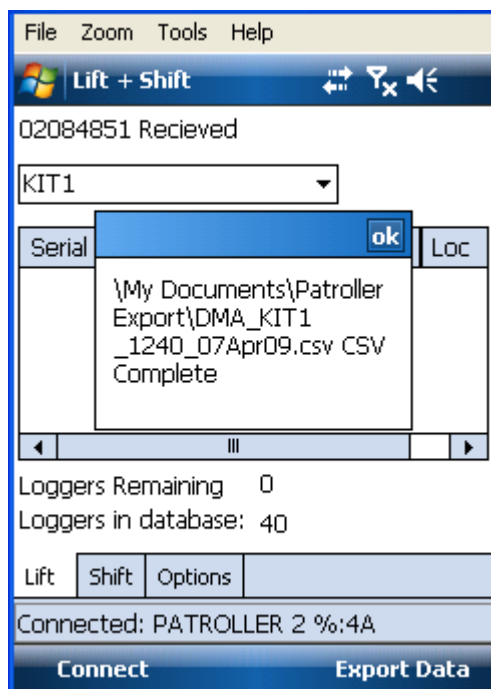 File Zoom Tools Help
Lift + Shift
02084851 Recieved
KIT1
Serial Loc
ok
\My Documents\Patroller
Export\DMA_KIT1
_1240_07Apr09.csv CSV
Complete
Loggers Remaining 0
Loggers in database: 40
Lift Shift Options
Connected: PATROLLER 2 %:4A
Connect Export Data